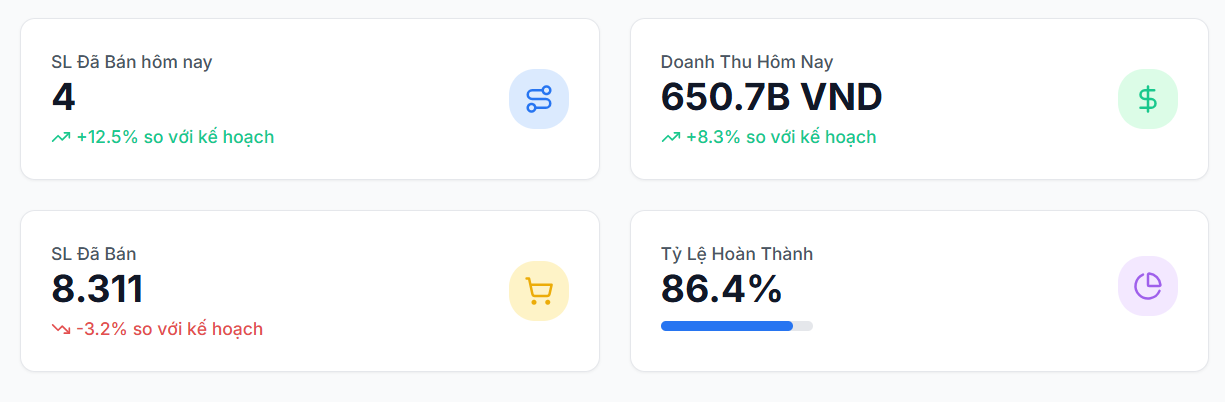 SL Đã Bán hôm nay
4
+12.5% so với kế hoạch
Doanh Thu Hôm Nay
650.7B VND
+8.3% so với kế hoạch
SL Đã Bán
8.311
-3.2% so với kế hoạch
Tỷ Lệ Hoàn Thành
86.4%